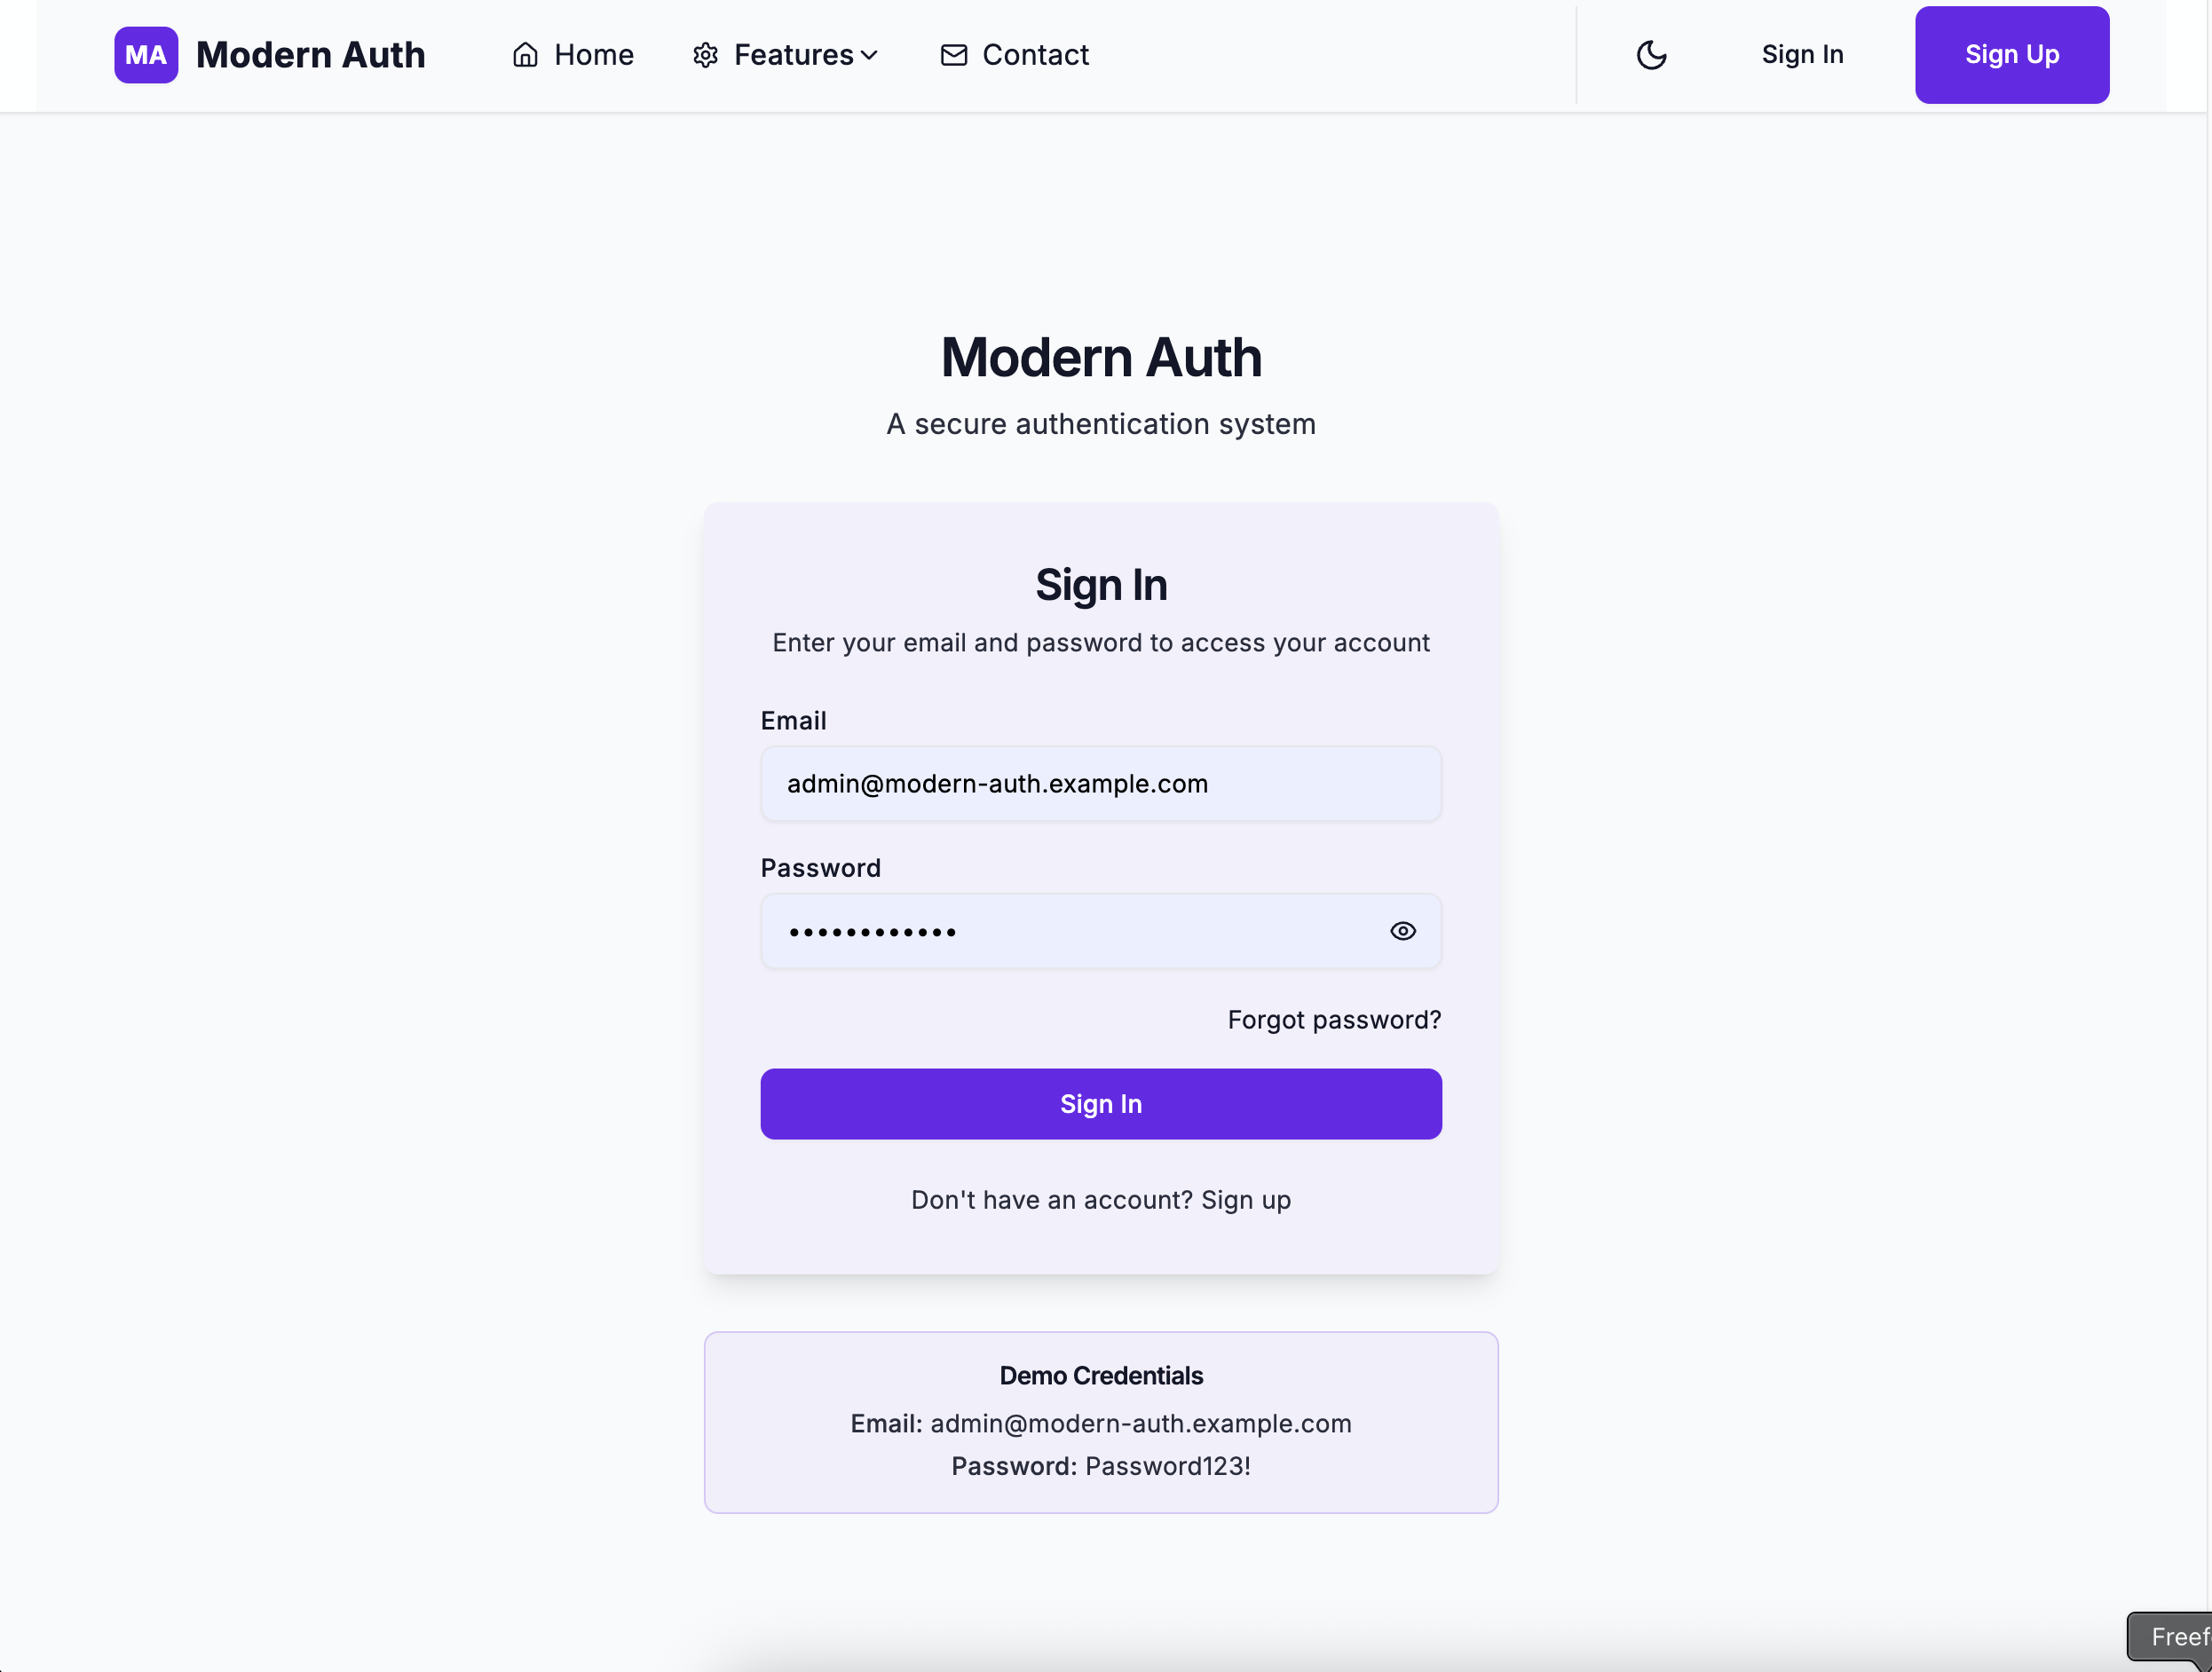 MA Modern Auth Home Features Contact Sign In Sign Up
Modern Auth
A secure authentication system
Sign In
Enter your email and password to access your account
Email
admin@modern-auth.example.com
Password
••••••••••••
Forgot password?
Sign In
Don't have an account? Sign up
Demo Credentials
Email: admin@modern-auth.example.com
Password: Password123!